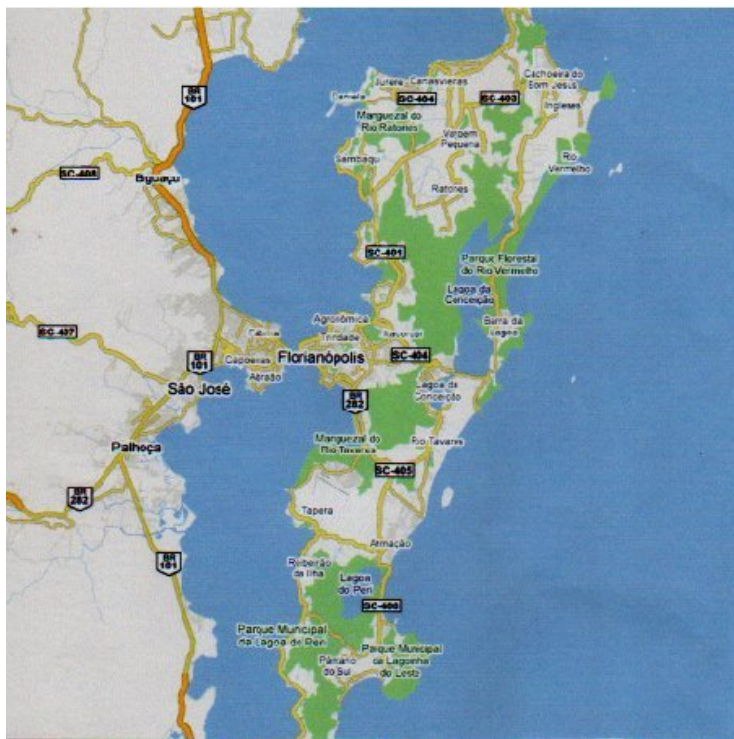 Jurere
Canasvieiras
Cachoeira do
Bom Jesus
Daniela
SC-404
SC-403
Ingleses
BR
101
Manguezal do
Rio Ratones
Vargem
Pequena
Sambaqu
Rio
Vermelho
SC-408
Biguaçu
Ratones
SC-401
Parque Florestal
do Rio Vermelho
Lagoa da
Conceição
Agronômica
Trindade
Barra da
Lagoa
SC-407
BR
101
Capoeiras
Florianópolis
SC-404
Abraão
São José
BR
282
Lagoa da
Conceição
Palhoça
Manguezal do
Rio Tavares
Rio Tavares
SC-405
BR
282
Tapera
Armação
BR
101
Ribeirão
da Ilha
Lagoa
do Peri
SC-406
Parque Municipal
da Lagoa do Peri
Pântano
do Sul
Parque Municipal
da Lagoinha
do Leste